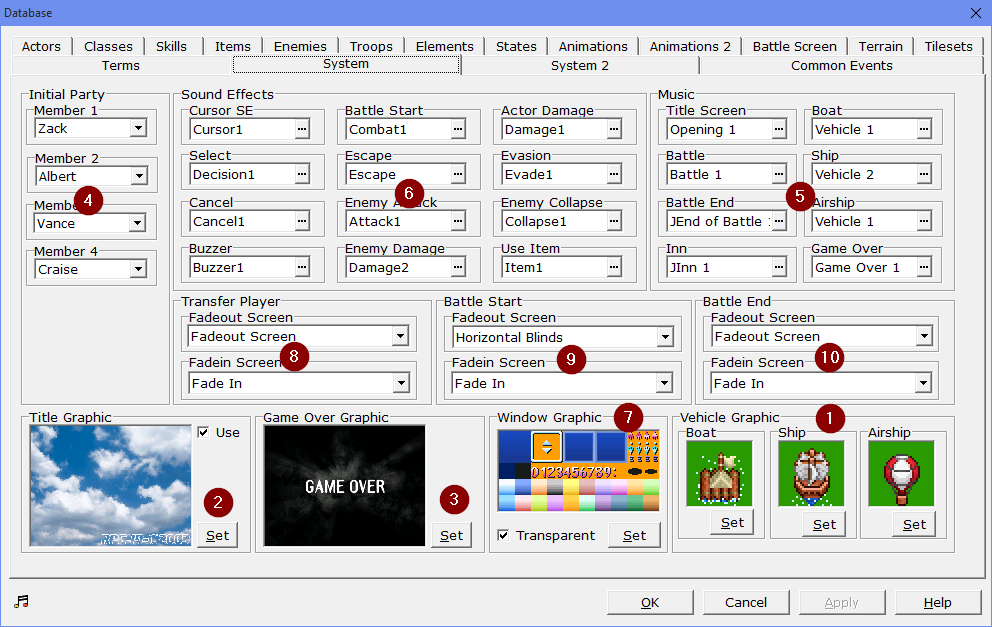 Database
Actors Classes Skills Items Enemies Troops Elements States Animations Animations 2 Battle Screen Terrain Tilesets
Terms System System 2 Common Events
Initial Party
Member 1
Zack
Member 2
Albert
4
Vance
Member 4
Craise
Sound Effects
Cursor SE
Cursor1 ...
Select
Decision1 ...
Cancel
Cancel1 ...
Buzzer
Buzzer1 ...
Battle Start
Combat1 ...
Escape
Escape ...
6
Enemy Attack
Attack1 ...
Enemy Damage
Damage2 ...
Actor Damage
Damage1 ...
Evasion
Evade1 ...
Enemy Collapse
Collapse1 ...
Use Item
Item1 ...
Music
Title Screen
Opening 1 ...
Battle
Battle 1 ...
5
Battle End
JEnd of Battle ...
Inn
JInn 1 ...
Boat
Vehicle 1 ...
Ship
Vehicle 2 ...
Airship
Vehicle 1 ...
Game Over
Game Over 1 ...
Transfer Player
Fadeout Screen
Fadeout Screen
8
Fadein Screen
Fade In
Battle Start
Fadeout Screen
Horizontal Blinds
9
Fadein Screen
Fade In
Battle End
Fadeout Screen
Fadeout Screen
10
Fadein Screen
Fade In
Title Graphic
Use
2
Set
Game Over Graphic
GAME OVER
3
Set
Window Graphic 7
0123456789:
Transparent Set
Vehicle Graphic 1
Boat
Set
Ship
Set
Airship
Set
OK Cancel Apply Help